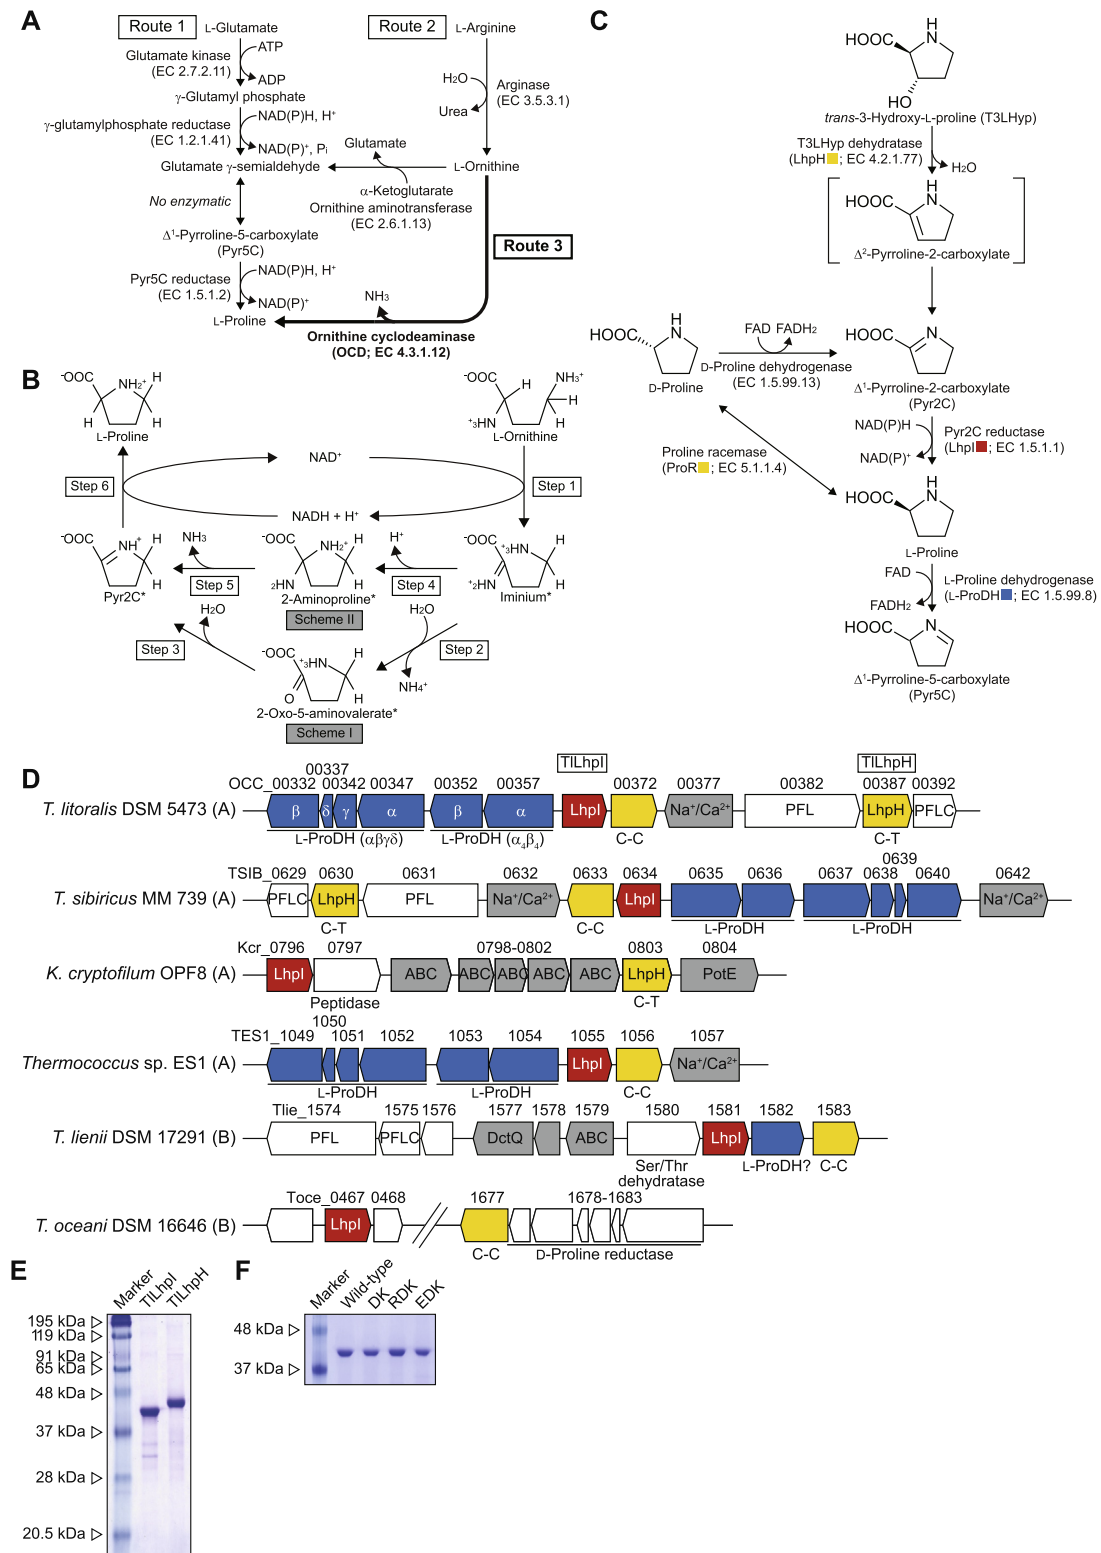 A
Route 1
L-Glutamate
Route 2
L-Arginine
Glutamate kinase
(EC 2.7.2.11)
ATP
ADP
γ-Glutamyl phosphate
H₂O
Urea
Arginase
(EC 3.5.3.1)
γ-glutamylphosphate reductase
(EC 1.2.1.41)
NAD(P)H, H⁺
NAD(P)⁺, Pi
Glutamate
Glutamate γ-semialdehyde
L-Ornithine
No enzymatic
α-Ketoglutarate
Ornithine aminotransferase
(EC 2.6.1.13)
Δ¹-Pyrroline-5-carboxylate
(Pyr5C)
Route 3
Pyr5C reductase
(EC 1.5.1.2)
NAD(P)H, H⁺
NAD(P)⁺
NH₃
L-Proline
Ornithine cyclodeaminase
(OCD; EC 4.3.1.12)
B
⁻OOC
NH₂⁺
H
H
H
L-Proline
⁻OOC
H
NH₃⁺
H
⁺₃HN
H
L-Ornithine
NAD⁺
Step 6
Step 1
NADH + H⁺
⁻OOC
NH⁺
H
H
Pyr2C*
NH₃
Step 5
⁻OOC
NH₂⁺
H
H
₂HN
2-Aminoproline*
Scheme II
H⁺
Step 4
⁻OOC
⁺₃HN
H
H
⁺₂HN
Iminium*
H₂O
Step 3
H₂O
Step 2
NH₄⁺
⁻OOC
⁺₃HN
H
H
O
2-Oxo-5-aminovalerate*
Scheme I
C
HOOC
H
N
HO
trans-3-Hydroxy-L-proline (T3LHyp)
T3LHyp dehydratase
(LhpH; EC 4.2.1.77)
H₂O
HOOC
H
N
Δ²-Pyrroline-2-carboxylate
HOOC
H
N
D-Proline
FAD FADH₂
D-Proline dehydrogenase
(EC 1.5.99.13)
HOOC
N
Δ¹-Pyrroline-2-carboxylate
(Pyr2C)
NAD(P)H
NAD(P)⁺
Pyr2C reductase
(LhpI; EC 1.5.1.1)
Proline racemase
(ProR; EC 5.1.1.4)
HOOC
H
N
L-Proline
FAD
FADH₂
L-Proline dehydrogenase
(L-ProDH; EC 1.5.99.8)
HOOC
N
Δ¹-Pyrroline-5-carboxylate
(Pyr5C)
D
TlLhpI
TlLhpH
OCC_00332 00337 00342 00347 00352 00357 00372 00377 00382 00387 00392
T. litoralis DSM 5473 (A)
β δ γ α β α LhpI Na⁺/Ca²⁺ PFL LhpH PFLC
L-ProDH (αβγδ) L-ProDH (α₄β₄) C-C C-T
TSIB_0629 0630 0631 0632 0633 0634 0635 0636 0637 0638 0639 0640 0642
T. sibiricus MM 739 (A)
PFLC LhpH PFL Na⁺/Ca²⁺ LhpI Na⁺/Ca²⁺
C-T C-C L-ProDH L-ProDH
Kcr_0796 0797 0798-0802 0803 0804
K. cryptofilum OPF8 (A)
LhpI ABC ABC ABC ABC ABC LhpH PotE
Peptidase C-T
TES1_1049 1050 1051 1052 1053 1054 1055 1056 1057
Thermococcus sp. ES1 (A)
LhpI Na⁺/Ca²⁺
L-ProDH L-ProDH C-C
Tlie_1574 1575 1576 1577 1578 1579 1580 1581 1582 1583
T. lienii DSM 17291 (B)
PFL PFLC DctQ ABC LhpI
Ser/Thr
dehydratase
L-ProDH? C-C
Toce_0467 0468 1677 1678-1683
T. oceani DSM 16646 (B)
LhpI
C-C D-Proline reductase
E
Marker TlLhpI TlLhpH
195 kDa
119 kDa
91 kDa
65 kDa
48 kDa
37 kDa
28 kDa
20.5 kDa
F
Marker Wild-type DK RDK EDK
48 kDa
37 kDa